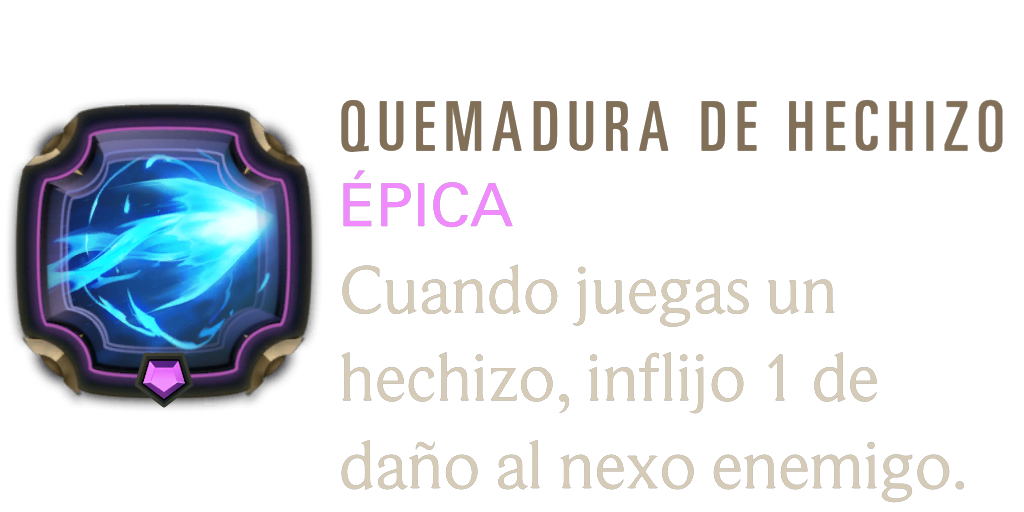 QUEMADURA DE HECHIZO
ÉPICA
Cuando juegas un
hechizo, inflijo 1 de
daño al nexo enemigo.